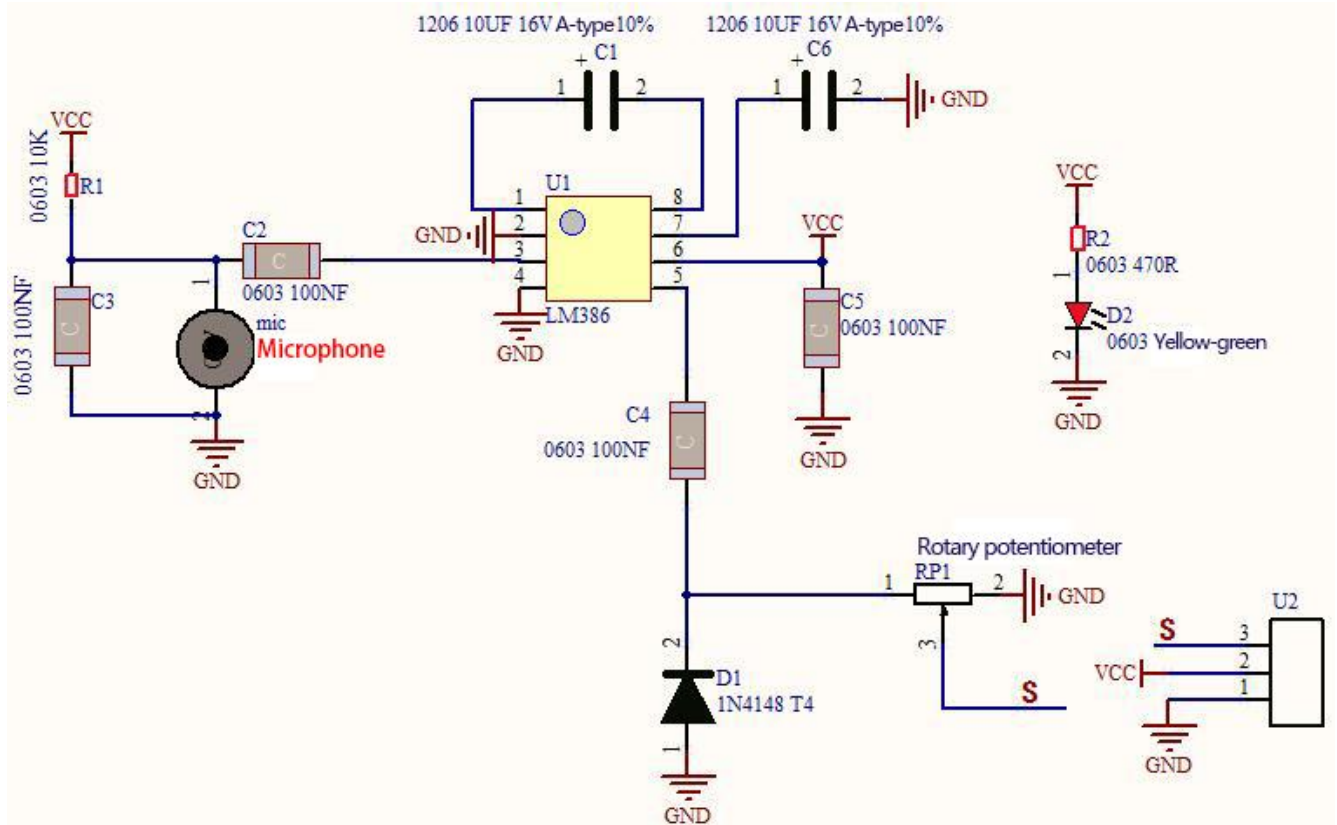 1206 10UF 16V A-type10%
1206 10UF 16V A-type10%
+ C1
1 2
+ C6
1 2
GND
VCC
0603 10K
R1
C2
C
0603 100NF
C3
C
0603 100NF
1
mic
Microphone
2
GND
U1
1
2
3
4
8
7
6
5
GND
GND
LM386
VCC
C5
C
0603 100NF
GND
VCC
R2
0603 470R
1
D2
0603 Yellow-green
2
GND
C4
C
0603 100NF
Rotary potentiometer
RP1
1 2
GND
3
S
2
D1
1N4148 T4
1
GND
U2
S 3
VCC 2
1
GND